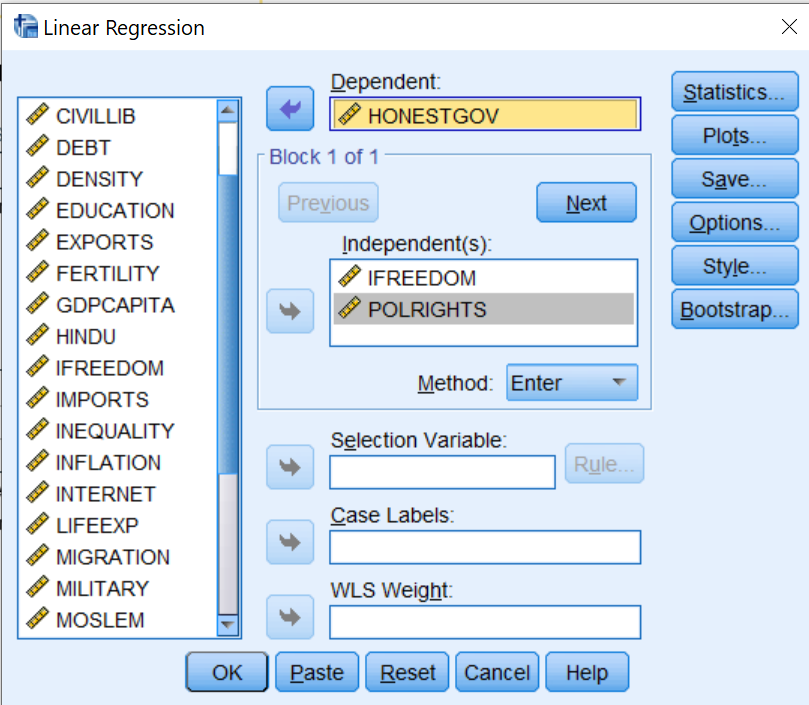 Linear Regression
CIVILLIB
DEBT
DENSITY
EDUCATION
EXPORTS
FERTILITY
GDPCAPITA
HINDU
IFREEDOM
IMPORTS
INEQUALITY
INFLATION
INTERNET
LIFEEXP
MIGRATION
MILITARY
MOSLEM
Dependent:
HONESTGOV
Block 1 of 1
Previous
Next
Independent(s):
IFREEDOM
POLRIGHTS
Method:
Enter
Selection Variable:
Rule...
Case Labels:
WLS Weight:
Statistics...
Plots...
Save...
Options...
Style...
Bootstrap...
OK
Paste
Reset
Cancel
Help